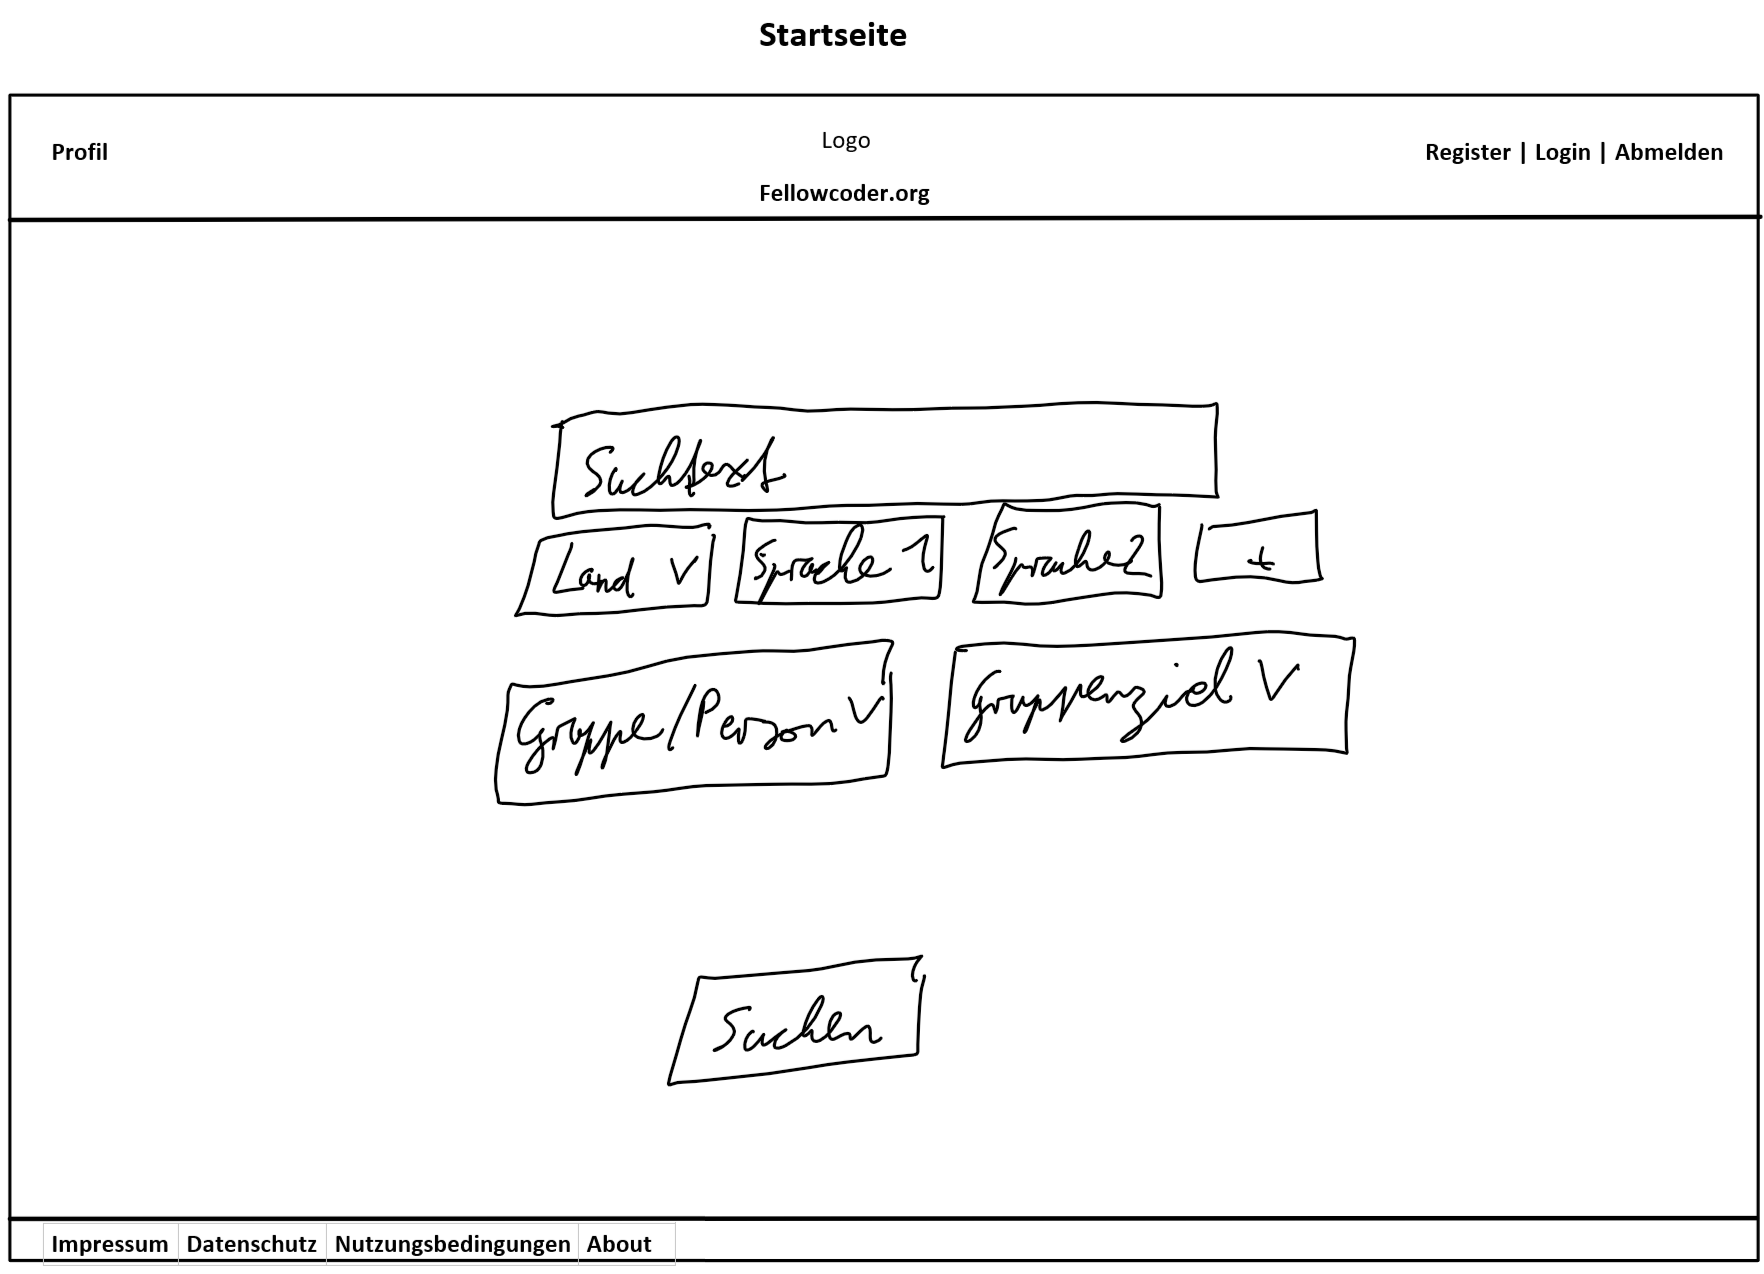 Startseite
Profil
Logo
Register | Login | Abmelden
Fellowcoder.org
Suchtext
Land V Sprache 1 Sprache 2 +
Gruppe/Person V Gruppenziel V
Suchen
Impressum Datenschutz Nutzungsbedingungen About